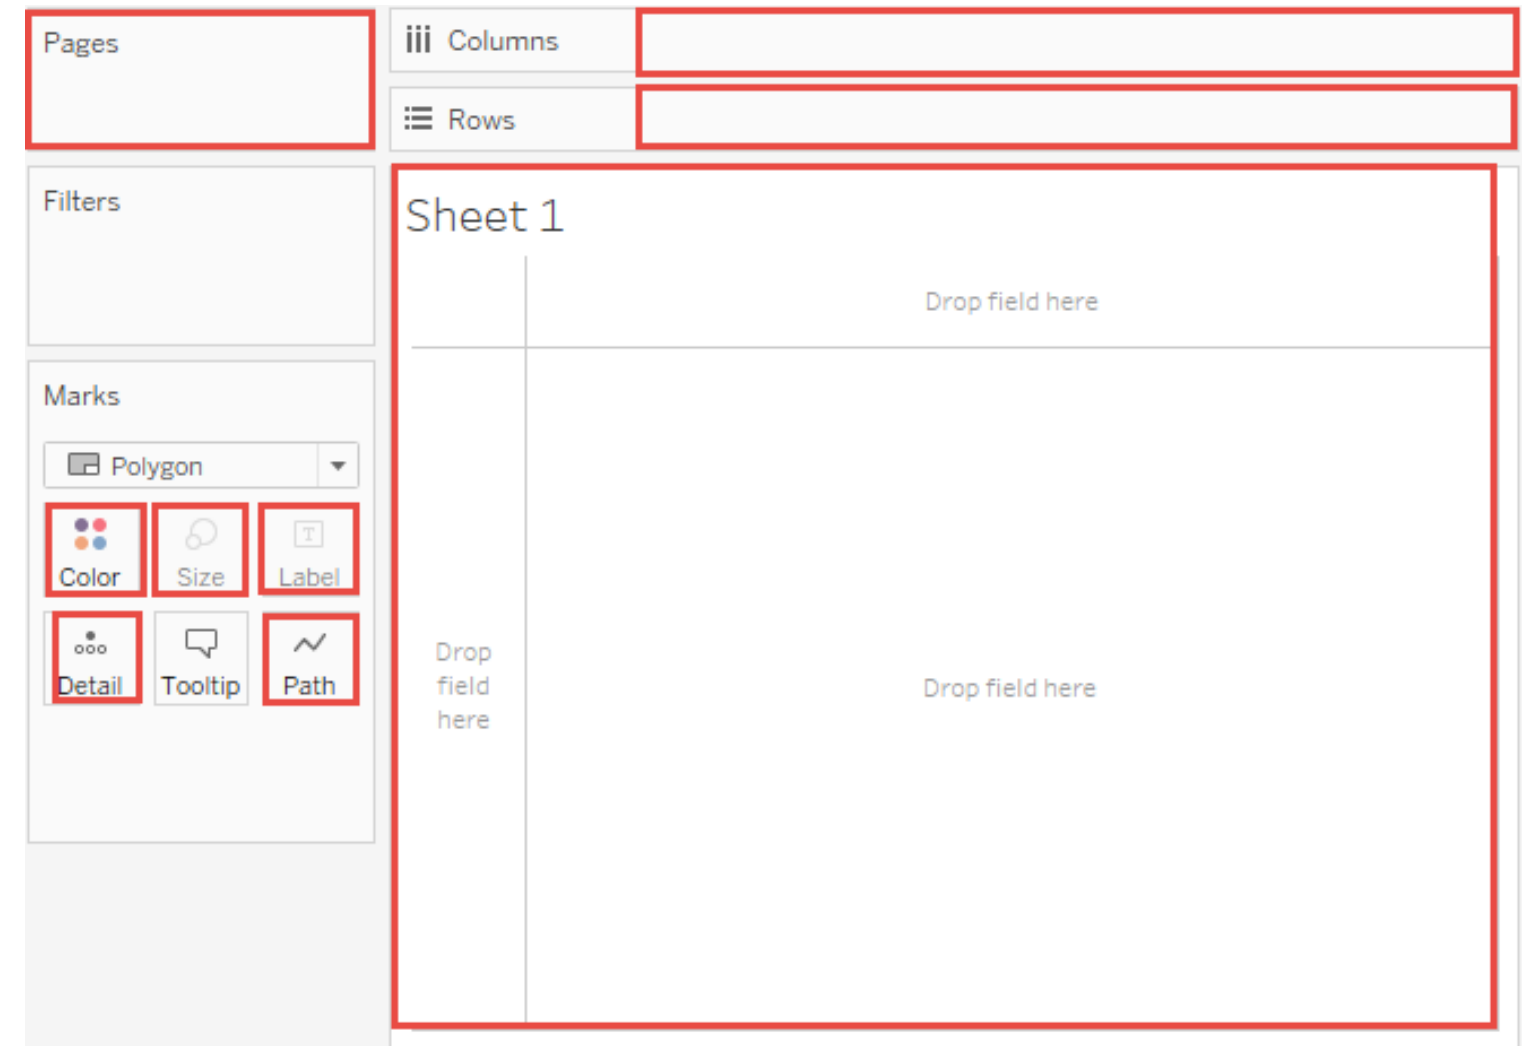 Pages
Columns
Rows
Filters
Sheet 1
Drop field here
Marks
Polygon
Color
Size
T
Label
Detail
Tooltip
Path
Drop
field
here
Drop field here